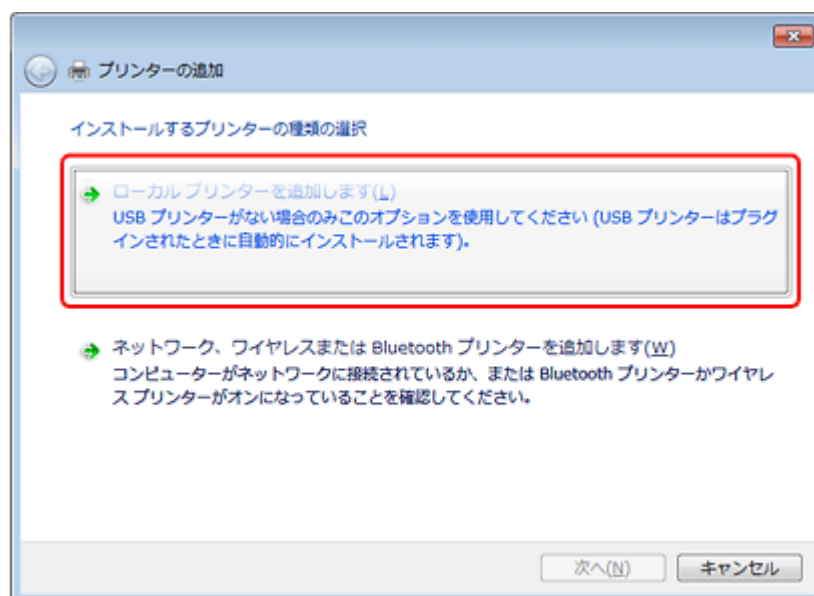 プリンターの追加
インストールするプリンターの種類の選択
ローカル プリンターを追加します(L)
USB プリンターがない場合のみこのオプションを使用してください (USB プリンターはプラグ
インされたときに自動的にインストールされます)。
ネットワーク、ワイヤレスまたは Bluetooth プリンターを追加します(W)
コンピューターがネットワークに接続されているか、または Bluetooth プリンターかワイヤレ
ス プリンターがオンになっていることを確認してください。
次へ(N)
キャンセル